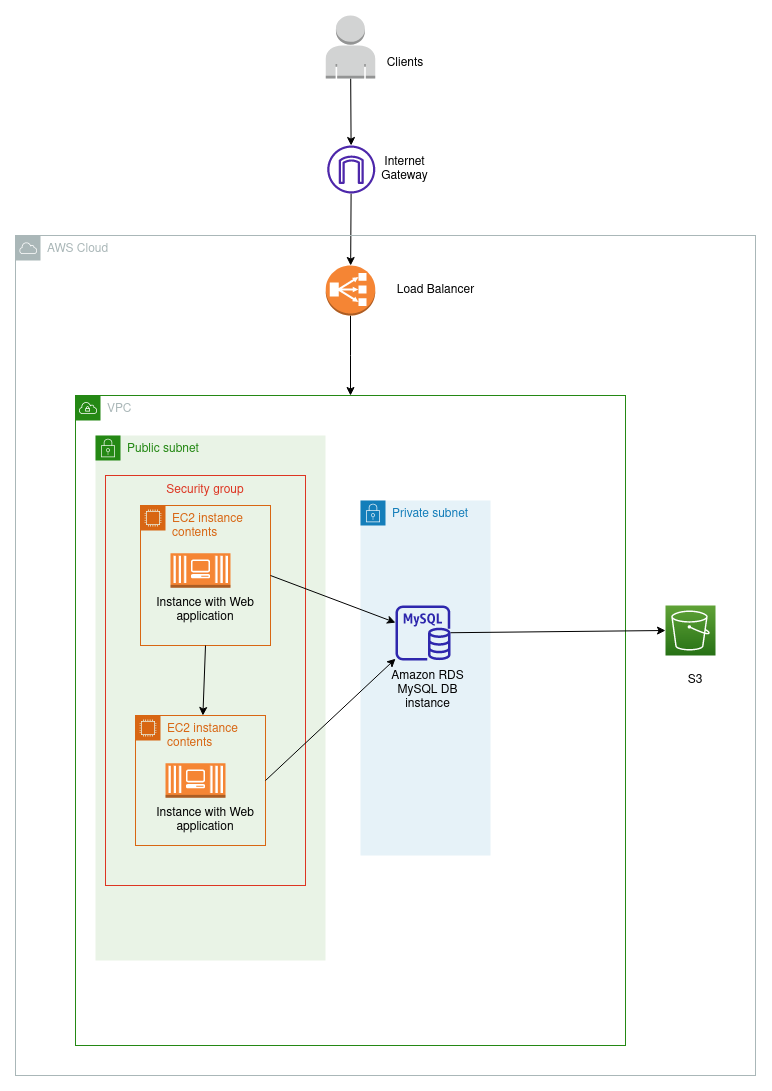 Clients
Internet
Gateway
AWS Cloud
Load Balancer
VPC
Public subnet
Security group
EC2 instance
contents
Instance with Web
application
Private subnet
MySQL
Amazon RDS
MySQL DB
instance
S3
EC2 instance
contents
Instance with Web
application